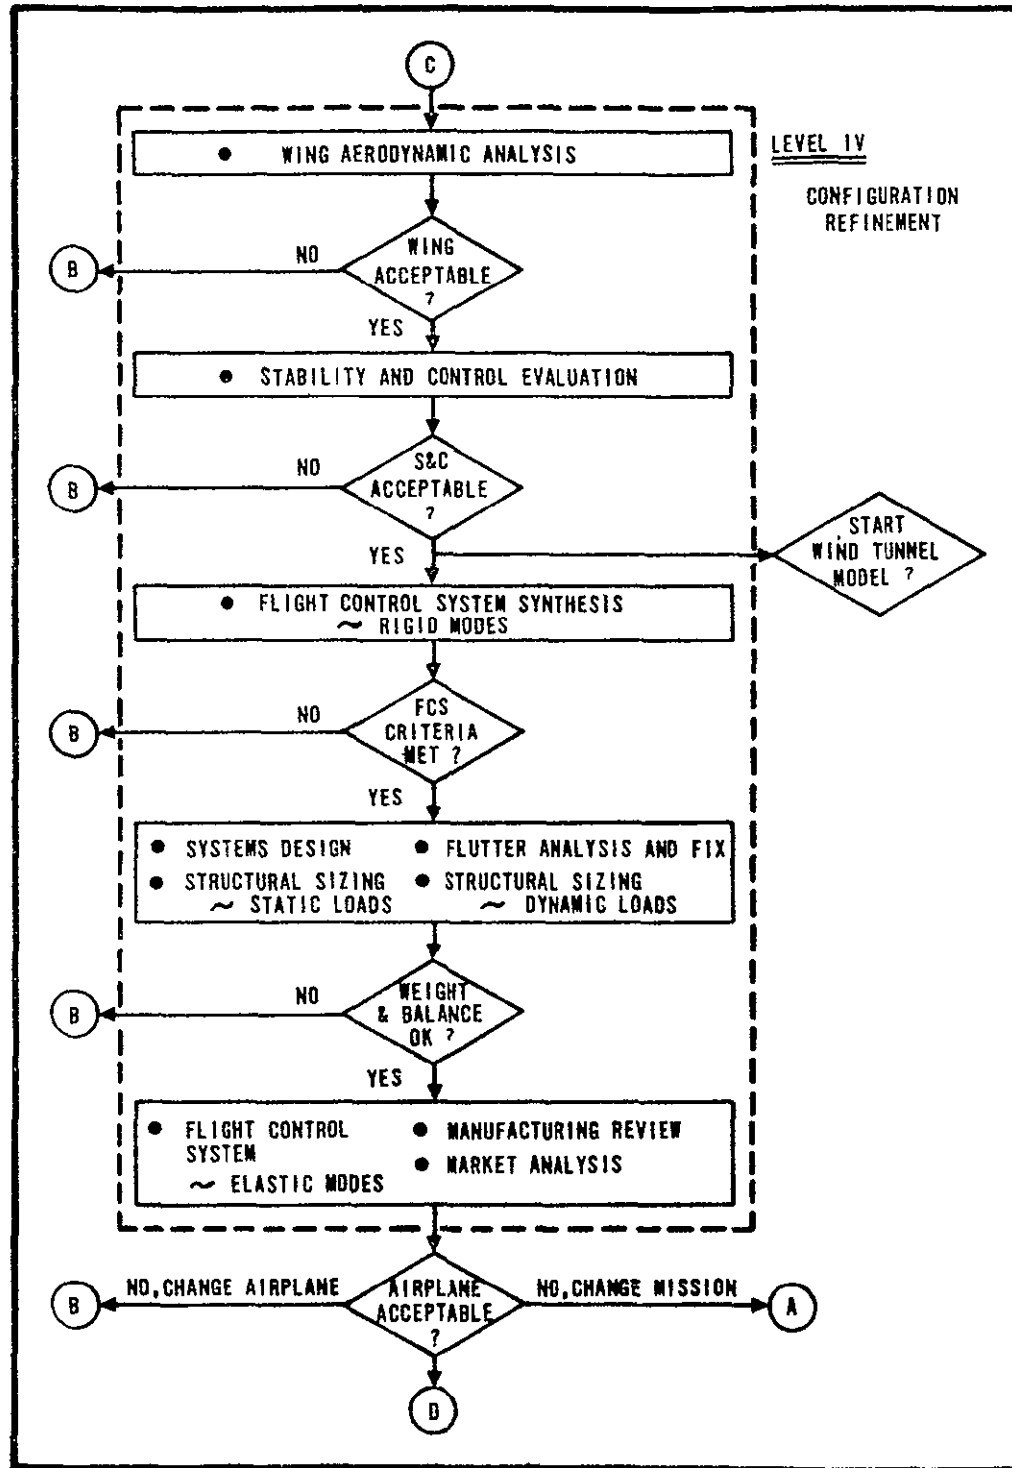 C
● WING AERODYNAMIC ANALYSIS
LEVEL IV
CONFIGURATION
REFINEMENT
WING
ACCEPTABLE
?
NO
B
YES
● STABILITY AND CONTROL EVALUATION
S&C
ACCEPTABLE
?
NO
B
YES
START
WIND TUNNEL
MODEL ?
● FLIGHT CONTROL SYSTEM SYNTHESIS
~ RIGID MODES
FCS
CRITERIA
MET ?
NO
B
YES
● SYSTEMS DESIGN
● STRUCTURAL SIZING
~ STATIC LOADS
● FLUTTER ANALYSIS AND FIX
● STRUCTURAL SIZING
~ DYNAMIC LOADS
WEIGHT
& BALANCE
OK ?
NO
B
YES
● FLIGHT CONTROL
SYSTEM
~ ELASTIC MODES
● MANUFACTURING REVIEW
● MARKET ANALYSIS
AIRPLANE
ACCEPTABLE
?
NO, CHANGE AIRPLANE
B
NO, CHANGE MISSION
A
D